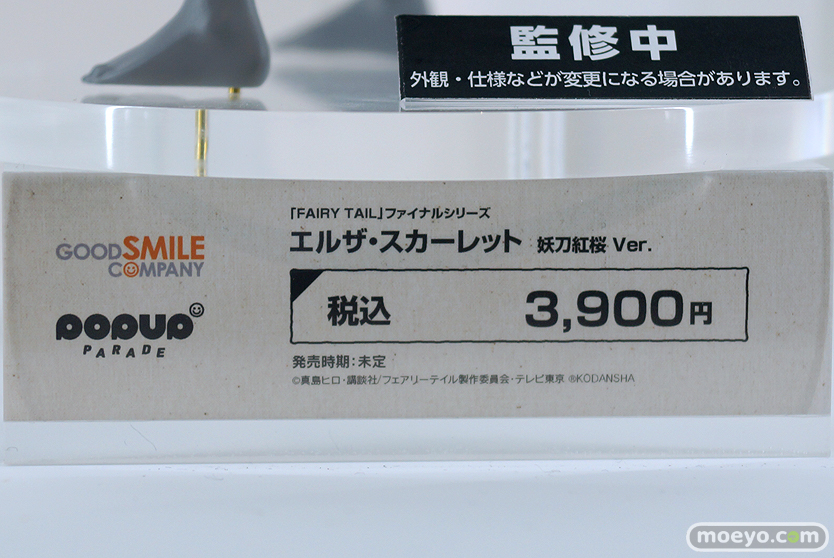 監修中
外観・仕様などが変更になる場合があります。
GOOD SMILE
COMPANY
POPUP
PARADE
「FAIRY TAIL」ファイナルシリーズ
エルザ・スカーレット 妖刀紅桜 Ver.
税込 3,900円
発売時期：未定
©真島ヒロ・講談社/フェアリーテイル製作委員会・テレビ東京 ®KODANSHA
moeyo.com